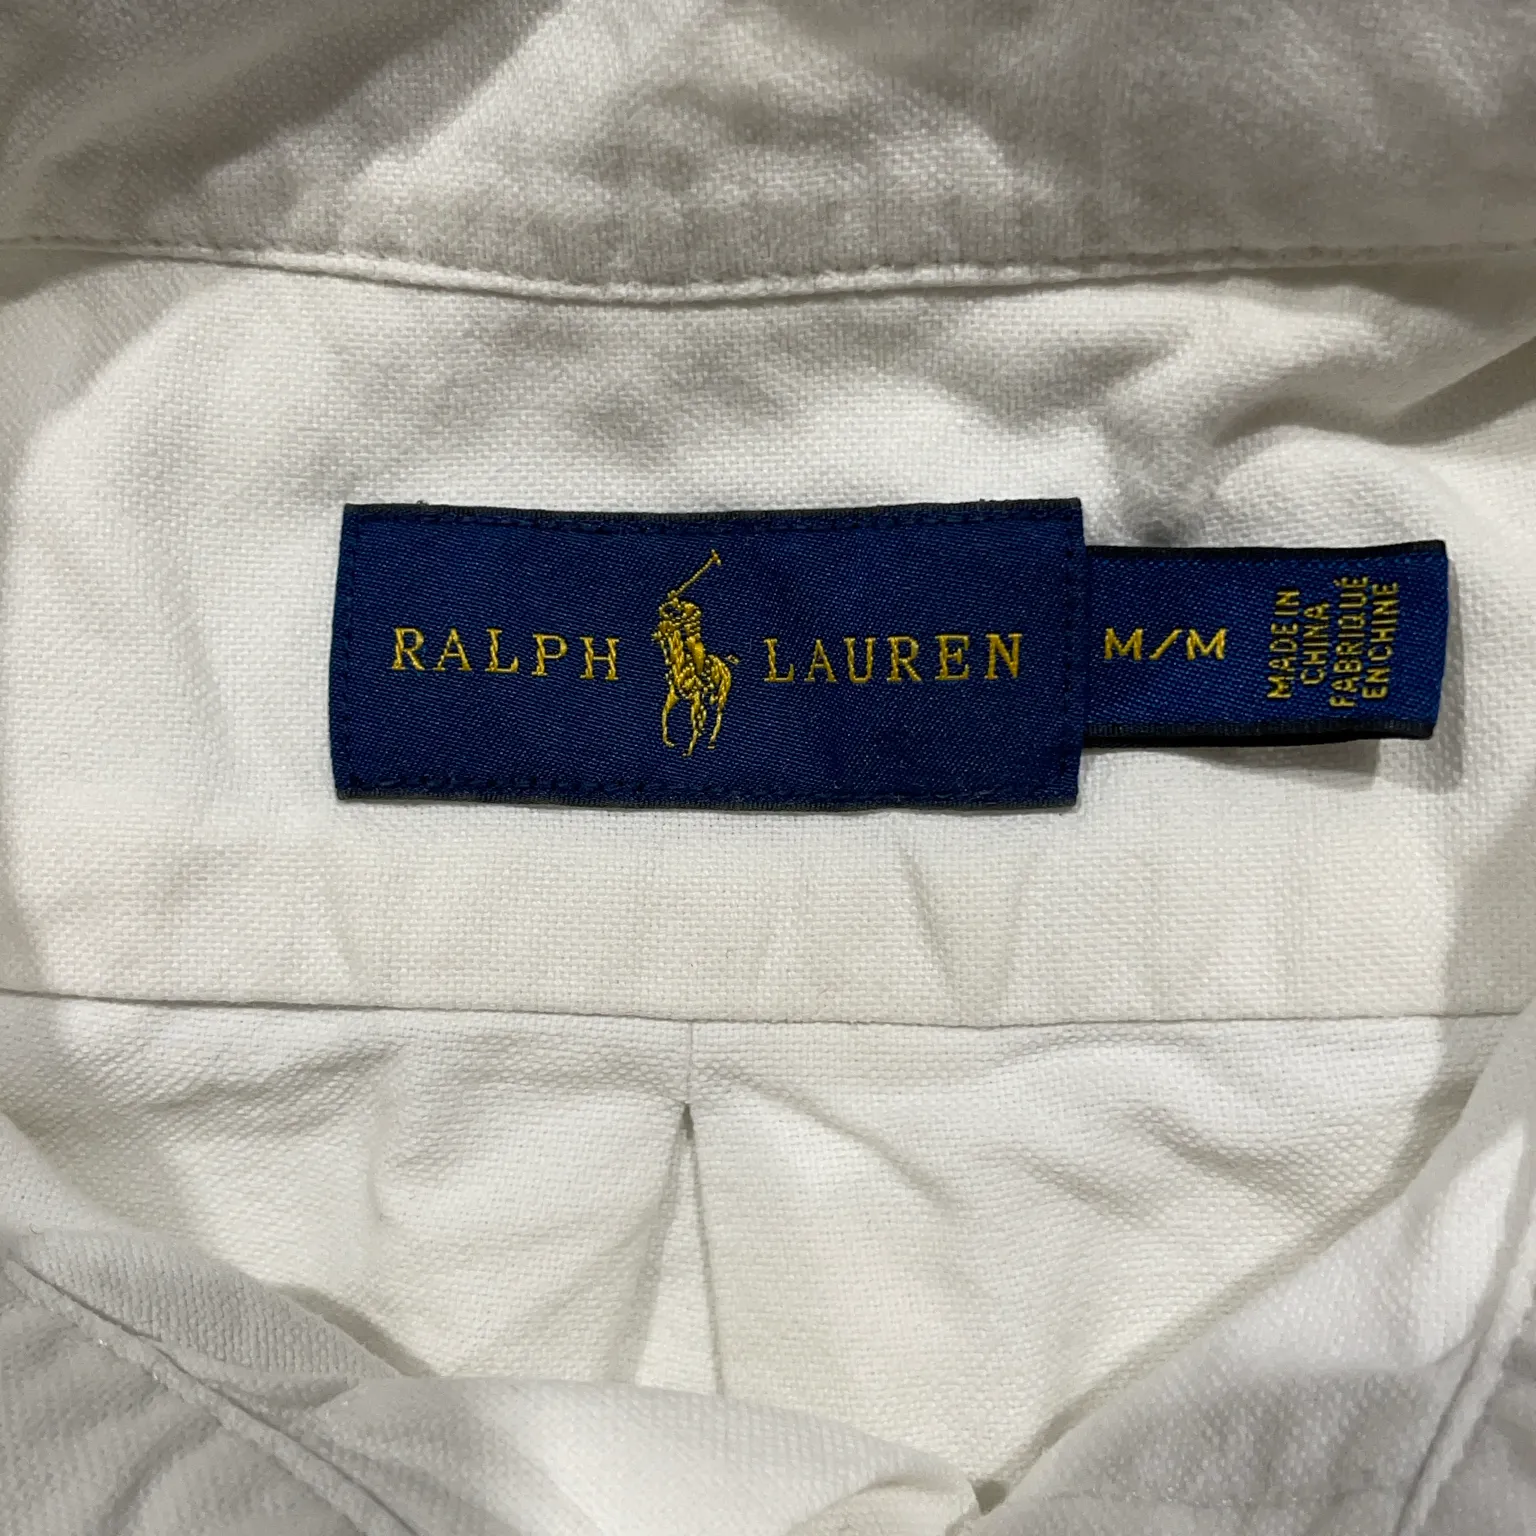 RALPH LAUREN
M/M
MADE IN
CHINA
FABRIQUÉ
EN CHINE